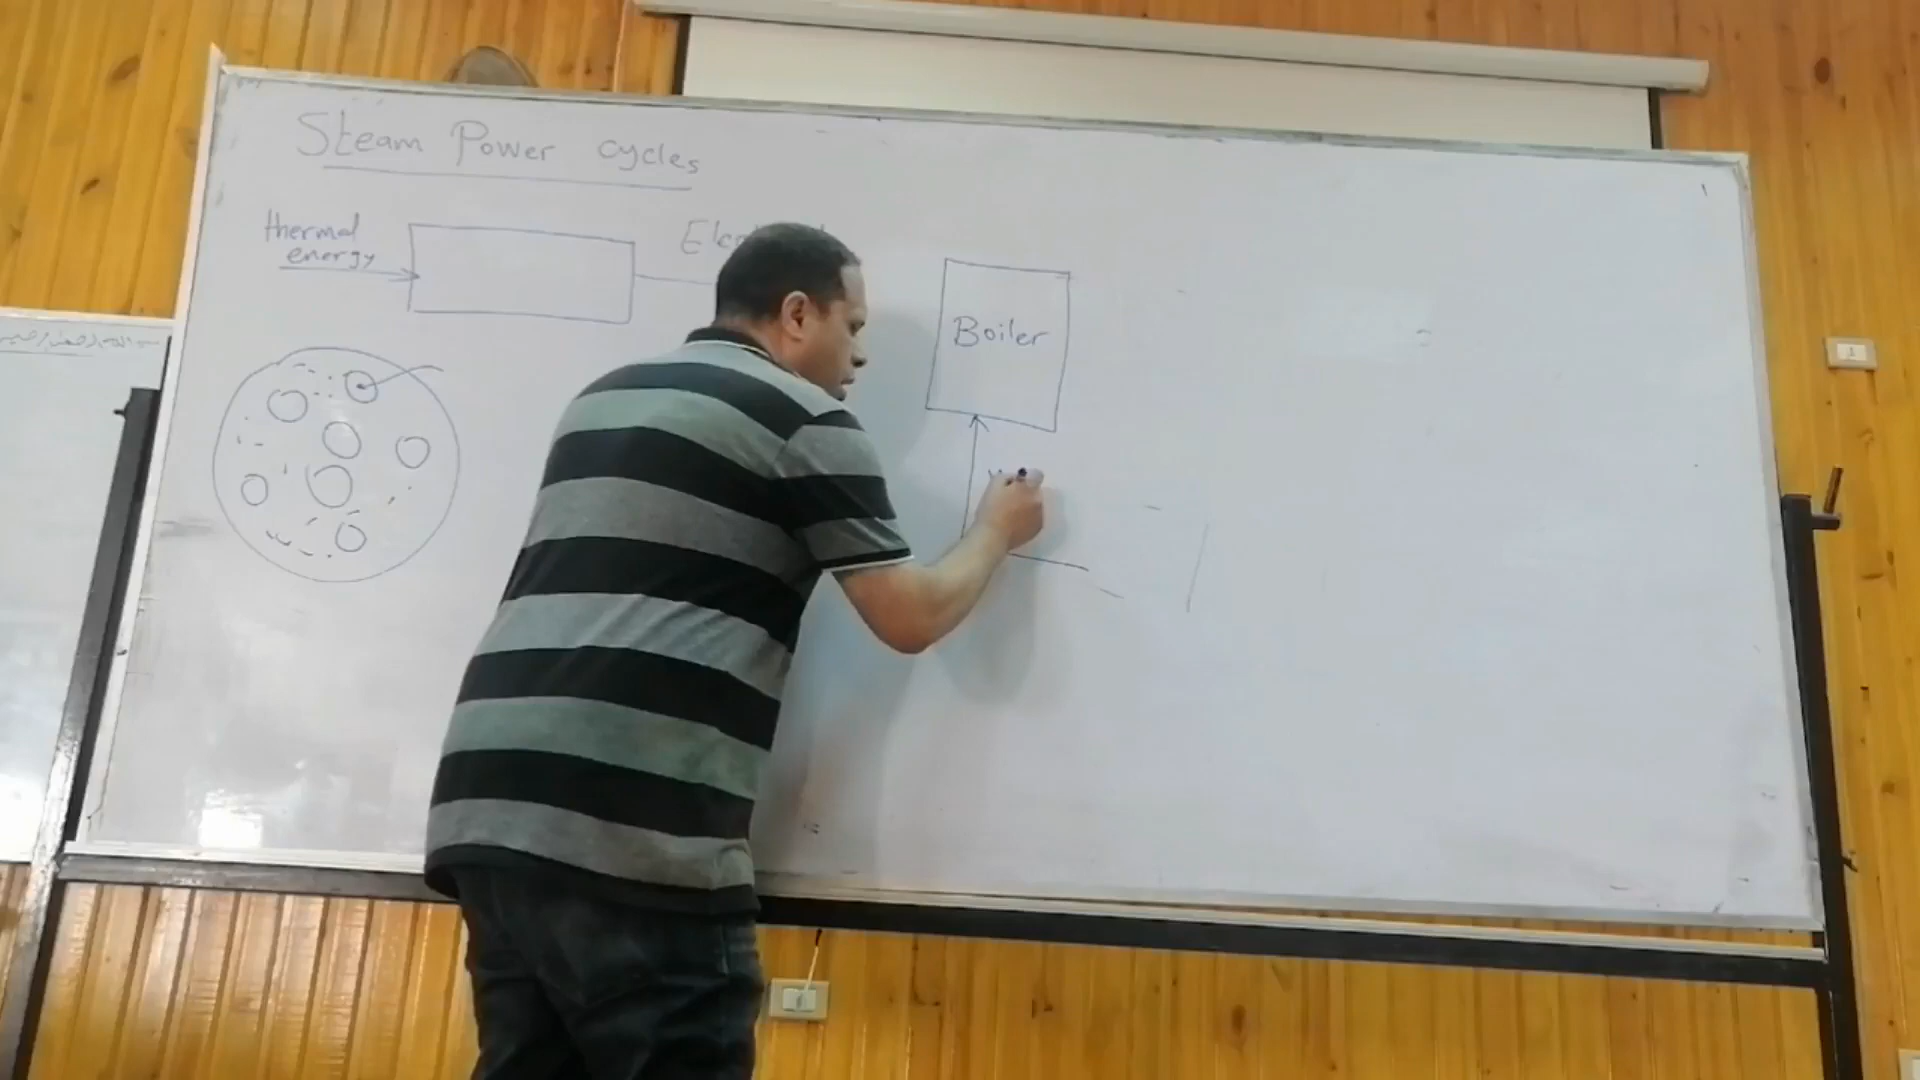 Steam Power cycles
thermal
energy
Boiler